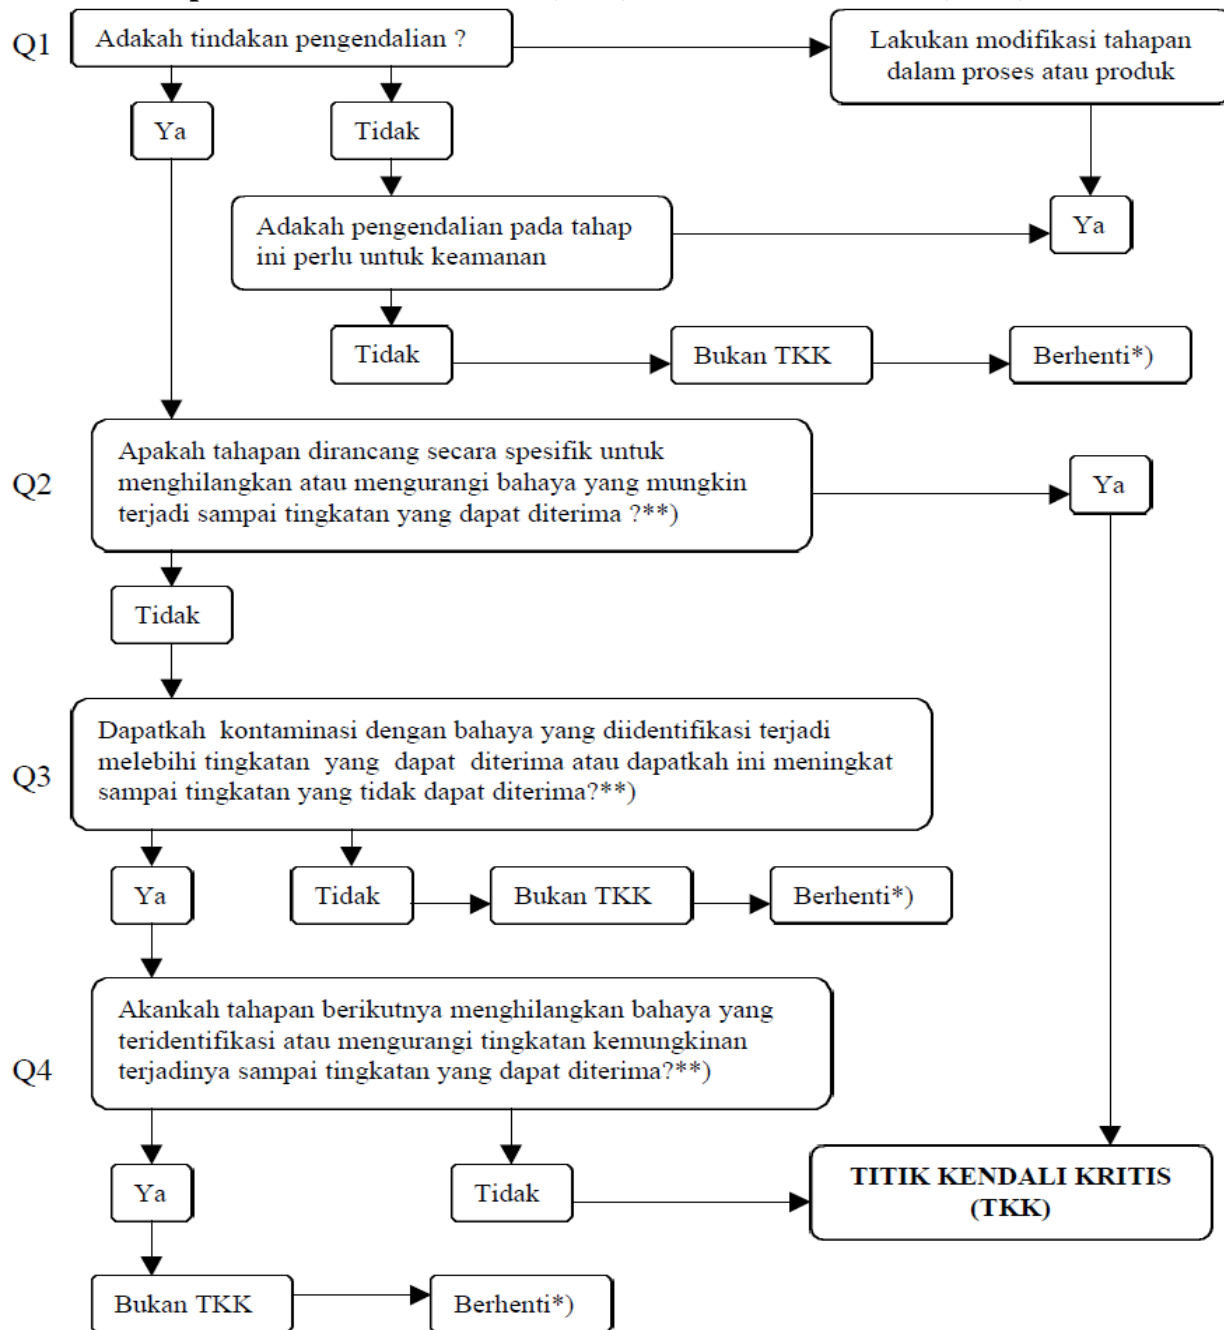 Q1
Adakah tindakan pengendalian ?
Lakukan modifikasi tahapan
dalam proses atau produk
Ya
Tidak
Adakah pengendalian pada tahap
ini perlu untuk keamanan
Ya
Tidak
Bukan TKK
Berhenti*)
Q2
Apakah tahapan dirancang secara spesifik untuk
menghilangkan atau mengurangi bahaya yang mungkin
terjadi sampai tingkatan yang dapat diterima ?**)
Ya
Tidak
Q3
Dapatkah kontaminasi dengan bahaya yang diidentifikasi terjadi
melebihi tingkatan yang dapat diterima atau dapatkah ini meningkat
sampai tingkatan yang tidak dapat diterima?**)
Ya
Tidak
Bukan TKK
Berhenti*)
Q4
Akankah tahapan berikutnya menghilangkan bahaya yang
teridentifikasi atau mengurangi tingkatan kemungkinan
terjadinya sampai tingkatan yang dapat diterima?**)
Ya
Tidak
TITIK KENDALI KRITIS
(TKK)
Bukan TKK
Berhenti*)